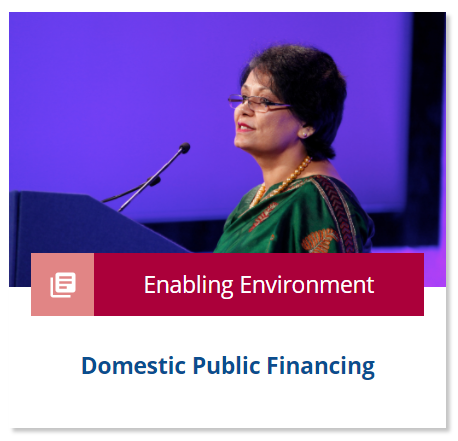 Enabling Environment
Domestic Public Financing